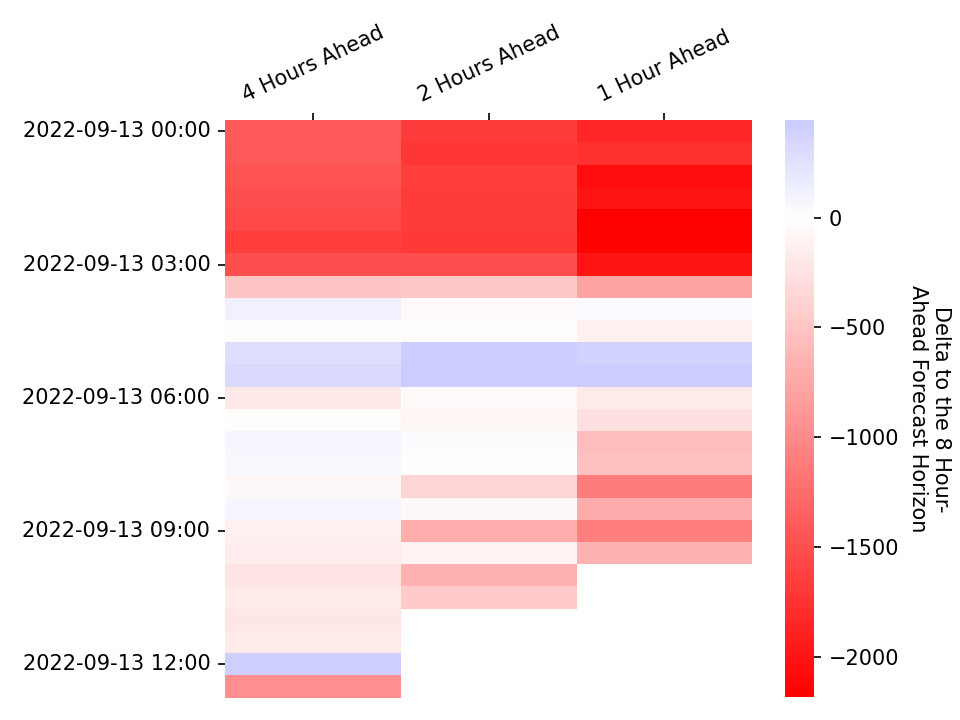 4 Hours Ahead
2 Hours Ahead
1 Hour Ahead
2022-09-13 00:00
2022-09-13 03:00
2022-09-13 06:00
2022-09-13 09:00
2022-09-13 12:00
0
−500
−1000
−1500
−2000
Delta to the 8 Hour-
Ahead Forecast Horizon